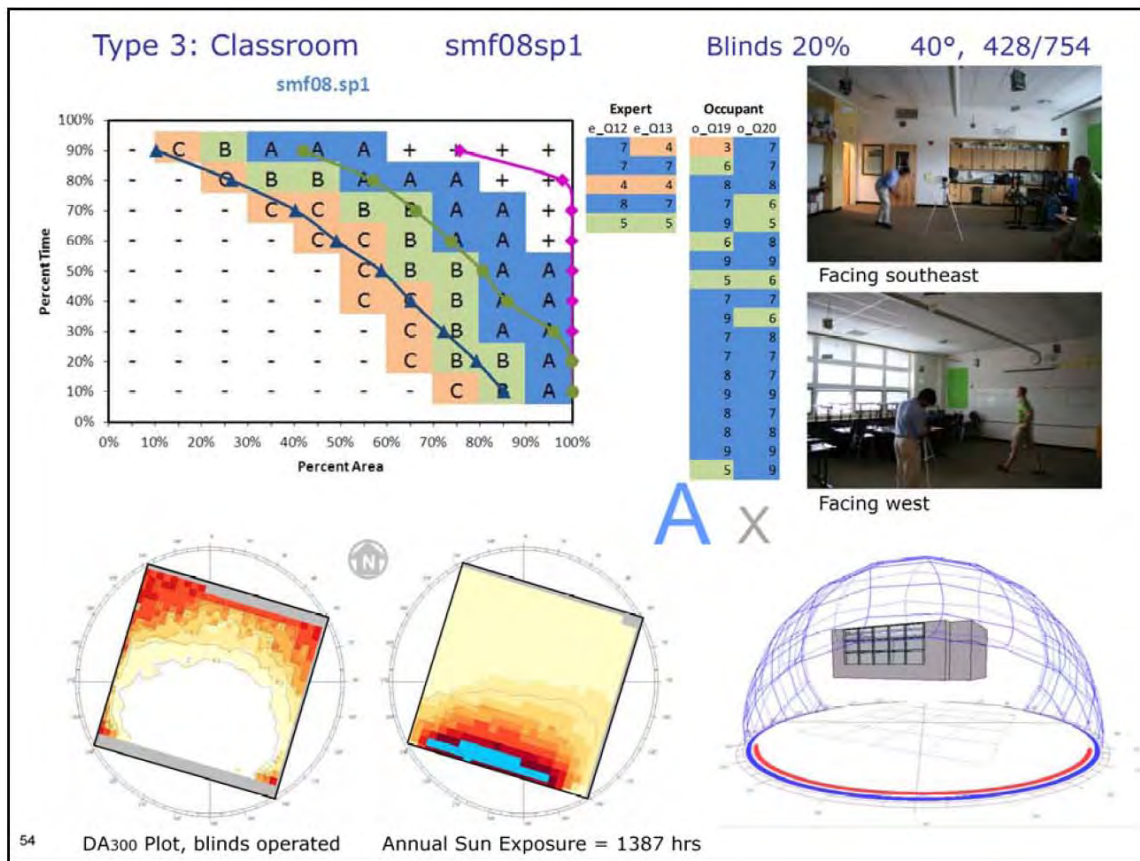 Type 3: Classroom smf08sp1 Blinds 20% 40°, 428/754
smf08.sp1
Expert Occupant
e_Q12 e_Q13 o_Q19 o_Q20
7 4 3 7
7 7 6 7
4 4 8 8
8 7 7 6
5 5 9 5
6 8
9 9
5 6
7 7
9 6
7 8
7 7
8 7
9 9
8 7
8 8
9 9
5 9
Percent Time
100%
90% - C B A A A + + + +
80% - - C B B A A A + +
70% - - - C C B B A A +
60% - - - - C C B A A +
50% - - - - - C B B A A
40% - - - - - C C B A A
30% - - - - - - C B A A
20% - - - - - - C B B A
10% - - - - - - - C B A
0%
0% 10% 20% 30% 40% 50% 60% 70% 80% 90% 100%
Percent Area
Facing southeast
Facing west
A X
N
DA300 Plot, blinds operated
Annual Sun Exposure = 1387 hrs
54